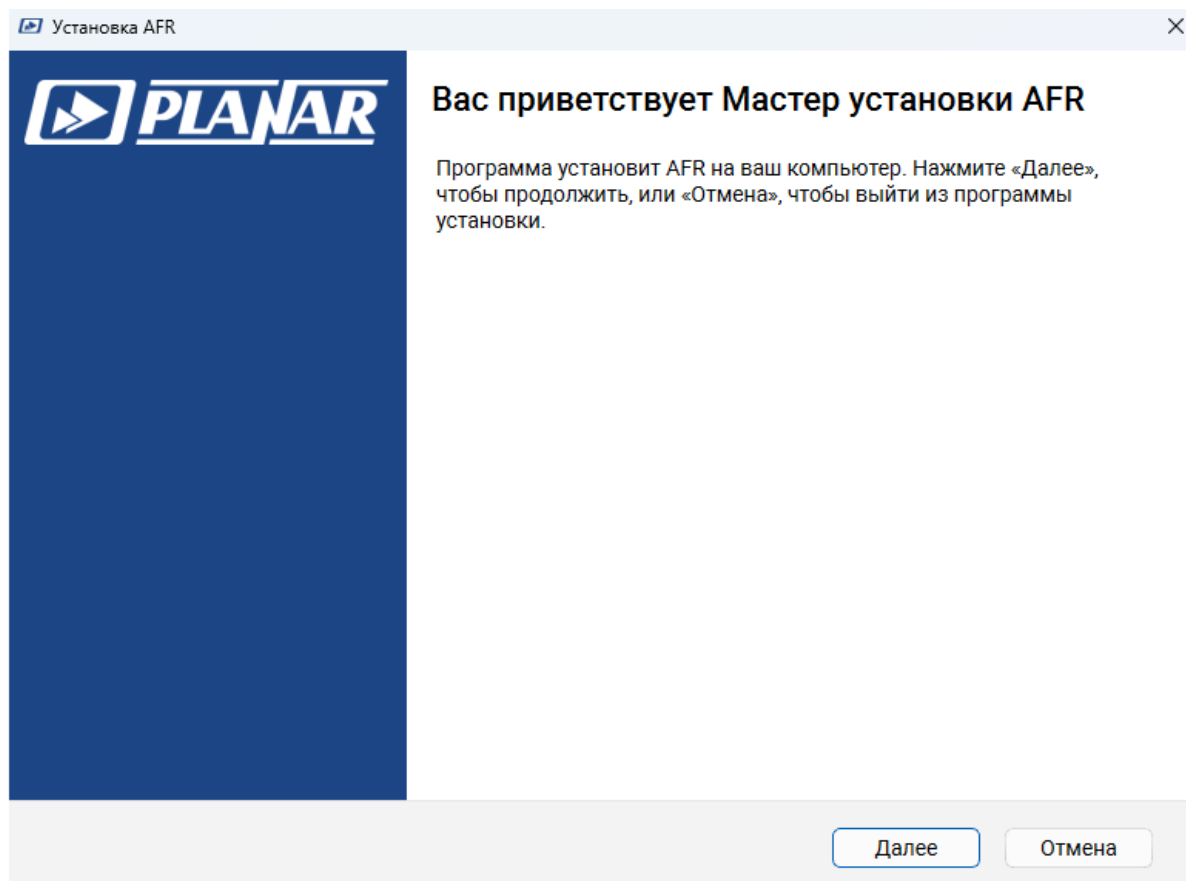 Установка AFR
PLANAR
Вас приветствует Мастер установки AFR
Программа установит AFR на ваш компьютер. Нажмите «Далее»,
чтобы продолжить, или «Отмена», чтобы выйти из программы
установки.
Далее
Отмена